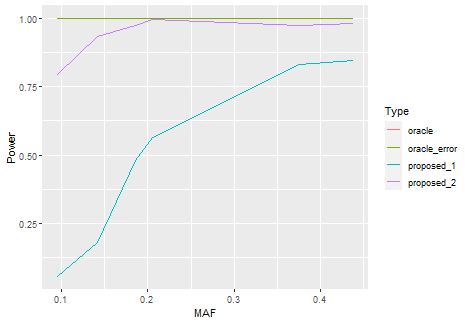 1.00
0.75
0.50
0.25
Power
0.1
0.2
0.3
0.4
MAF
Type
oracle
oracle_error
proposed_1
proposed_2